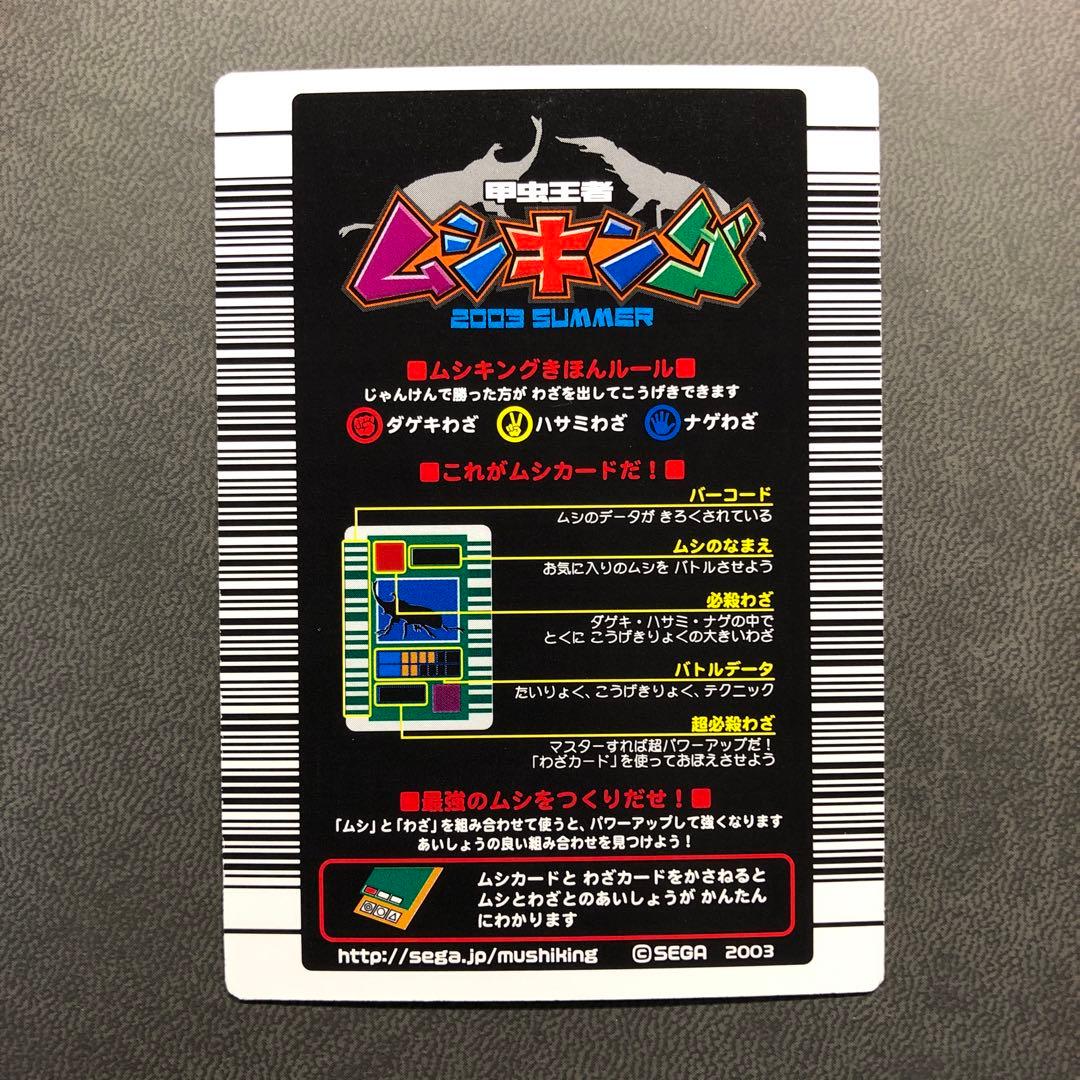 甲虫王者
ムシキング
2003 SUMMER
■ムシキングきほんルール■
じゃんけんで勝った方が わざを出してこうげきできます
ダゲキわざ ハサミわざ ナゲわざ
■これがムシカードだ！■
バーコード
ムシのデータが きろくされている
ムシのなまえ
お気に入りのムシを バトルさせよう
必殺わざ
ダゲキ・ハサミ・ナゲの中で
とくに こうげきりょくの大きいわざ
バトルデータ
たいりょく、こうげきりょく、テクニック
超必殺わざ
マスターすれば超パワーアップだ！
「わざカード」を使っておぼえさせよう
■最強のムシをつくりだせ！■
「ムシ」と「わざ」を組み合わせて使うと、パワーアップして強くなります
あいしょうの良い組み合わせを見つけよう！
ムシカードと わざカードをかさねると
ムシとわざとのあいしょうが かんたん
にわかります
http://sega.jp/mushiking ©SEGA 2003